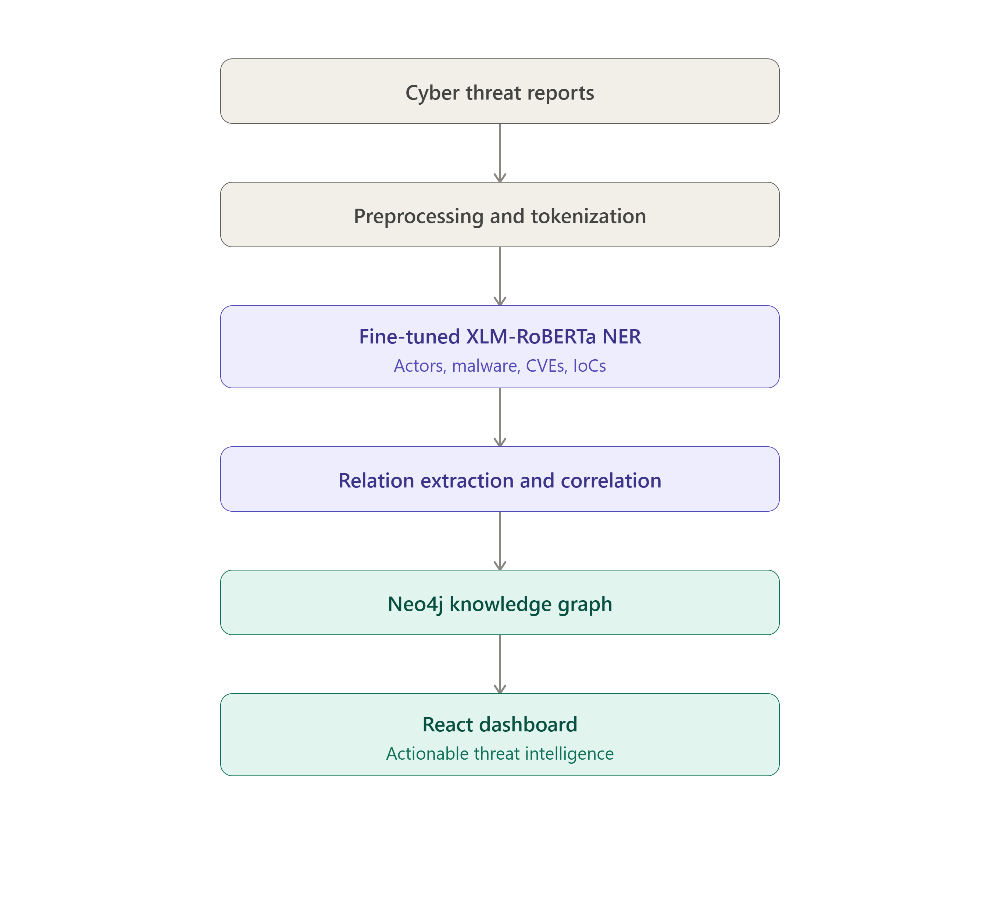 Cyber threat reports
Preprocessing and tokenization
Fine-tuned XLM-RoBERTa NER
Actors, malware, CVEs, IoCs
Relation extraction and correlation
Neo4j knowledge graph
React dashboard
Actionable threat intelligence